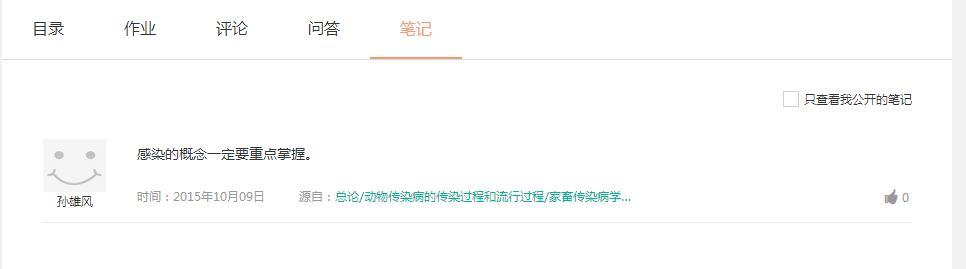 目录 作业 评论 问答 笔记
只查看我公开的笔记
感染的概念一定要重点掌握。
时间：2015年10月09日 源自：总论/动物传染病的传染过程和流行过程/家畜传染病学... 0
孙雄风